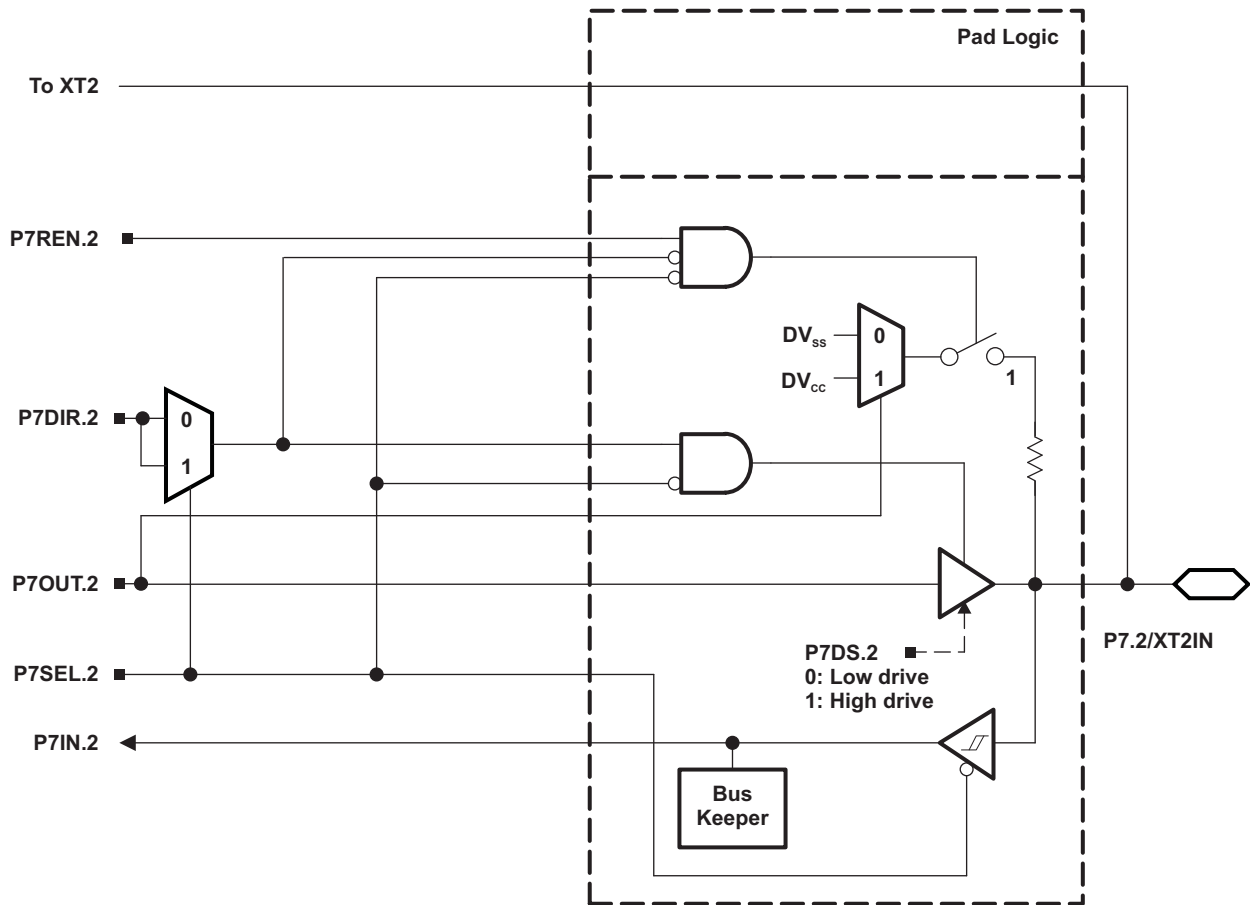 Pad Logic
To XT2
P7REN.2
DVss
0
DVcc
1
1
P7DIR.2
0
1
P7OUT.2
P7DS.2
0: Low drive
1: High drive
P7.2/XT2IN
P7SEL.2
P7IN.2
Bus
Keeper